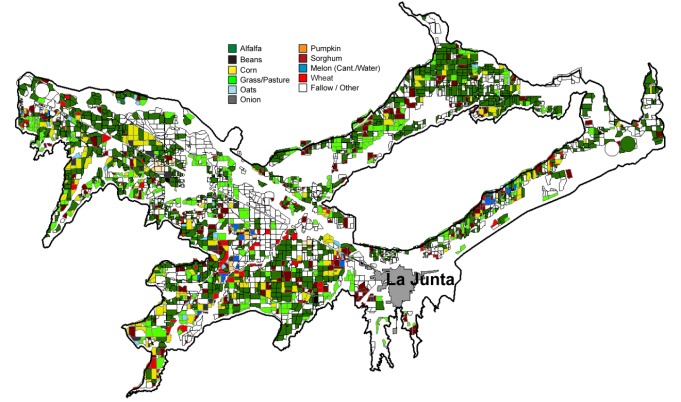 Alfalfa
Beans
Corn
Grass/Pasture
Oats
Onion
Pumpkin
Sorghum
Melon (Cant./Water)
Wheat
Fallow / Other
La Junta